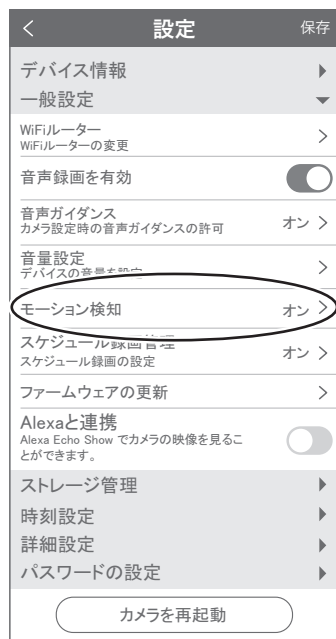 設定
保存
デバイス情報
一般設定
WiFiルーター
WiFiルーターの変更
音声録画を有効
音声ガイダンス
カメラ設定時の音声ガイダンスの許可
オン
音量設定
デバイスの音量を設定
モーション検知
オン
スケジュール録画管理
スケジュール録画の設定
オン
ファームウェアの更新
Alexaと連携
Alexa Echo Show でカメラの映像を見るこ
とができます。
ストレージ管理
時刻設定
詳細設定
パスワードの設定
カメラを再起動